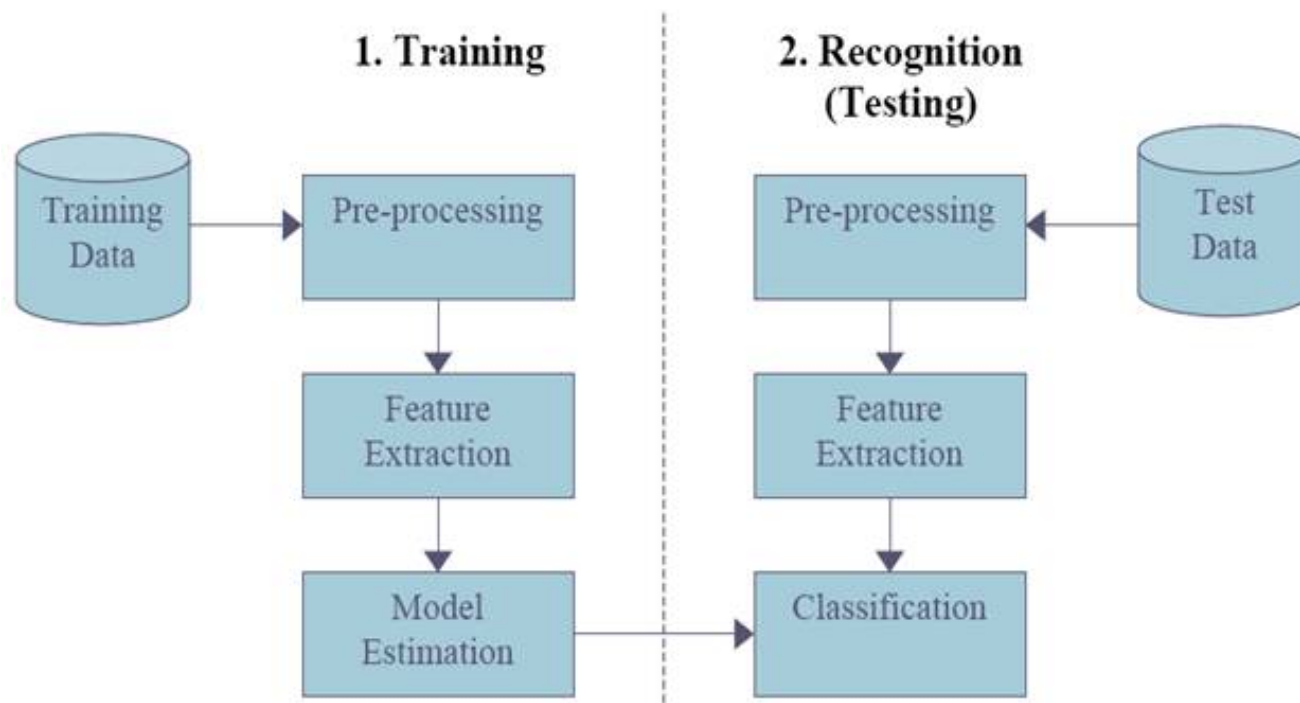 1. Training
2. Recognition
(Testing)
Training
Data
Pre-processing
Pre-processing
Test
Data
Feature
Extraction
Feature
Extraction
Model
Estimation
Classification